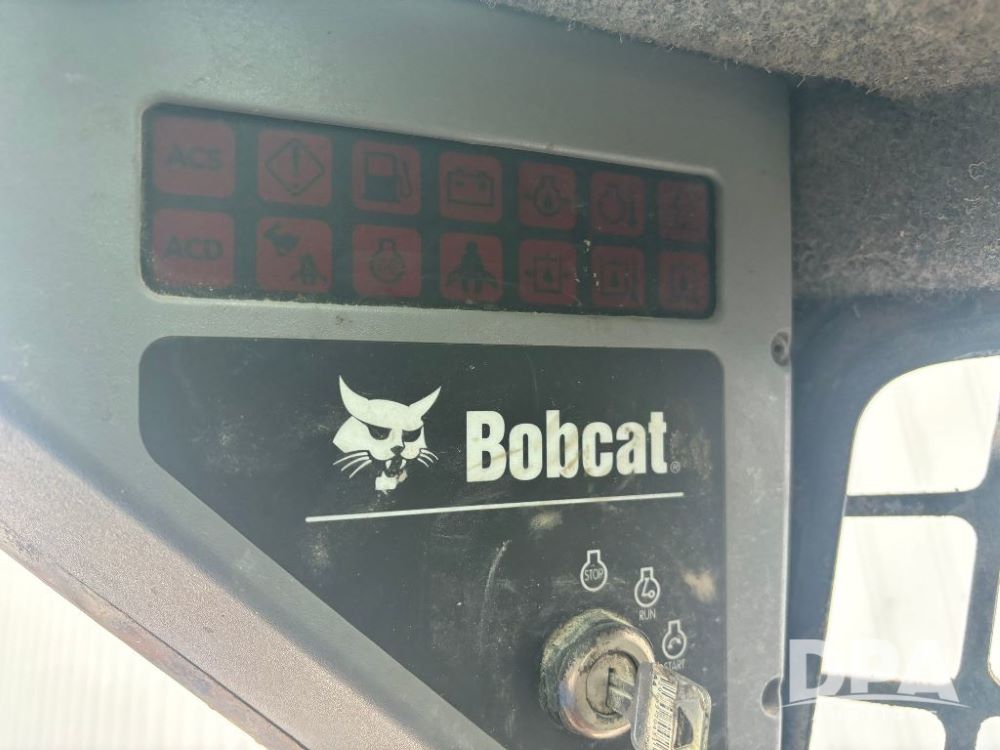 ACS
ACD
Bobcat®
STOP
RUN
START
DPA